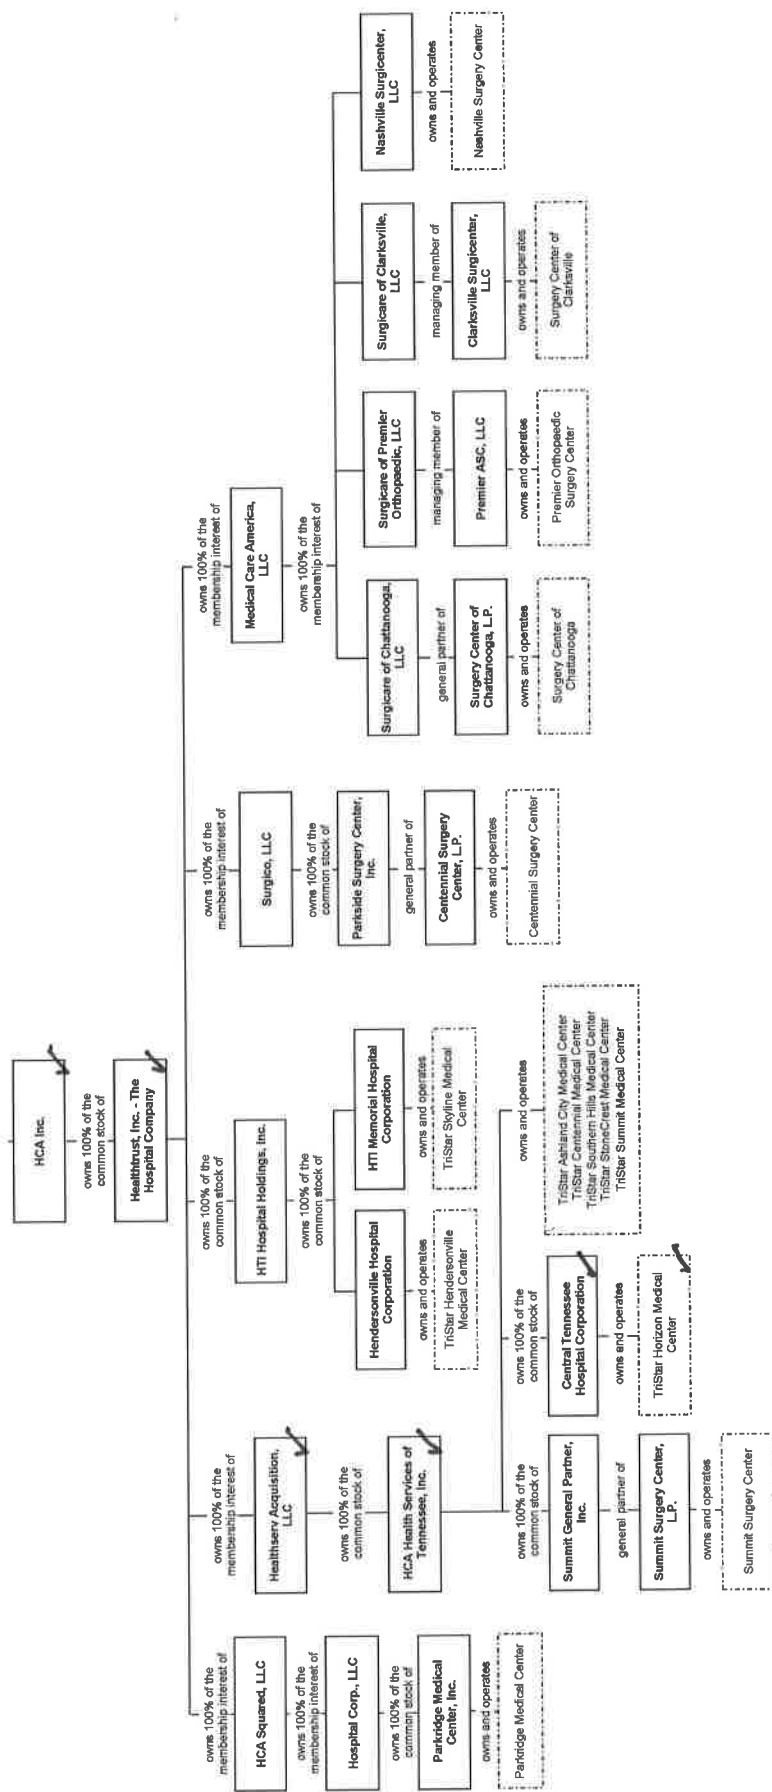 HCA Inc.
owns 100% of the
common stock of
Healthtrust, Inc. - The
Hospital Company
owns 100% of the
membership interest of
HCA Squared, LLC
owns 100% of the
membership interest of
Hospital Corp., LLC
owns 100% of the
common stock of
Parkridge Medical
Center, Inc.
owns and operates
Parkridge Medical Center
owns 100% of the
membership interest of
Healthserv Acquisition,
LLC
owns 100% of the
common stock of
HCA Health Services of
Tennessee, Inc.
owns 100% of the
common stock of
Summit General Partner,
Inc.
general partner of
Summit Surgery Center,
L.P.
owns and operates
Summit Surgery Center
owns 100% of the
common stock of
Central Tennessee
Hospital Corporation
owns and operates
TriStar Horizon Medical
Center
owns and operates
TriStar Ashland City Medical Center
TriStar Centennial Medical Center
TriStar Southern Hills Medical Center
TriStar StoneCrest Medical Center
TriStar Summit Medical Center
owns 100% of the
common stock of
HTI Hospital Holdings, Inc.
owns 100% of the
common stock of
Hendersonville Hospital
Corporation
owns and operates
TriStar Hendersonville
Medical Center
HTI Memorial Hospital
Corporation
owns and operates
TriStar Skyline Medical
Center
owns 100% of the
membership interest of
Surgico, LLC
owns 100% of the
common stock of
Parkside Surgery Center,
Inc.
general partner of
Centennial Surgery
Center, L.P.
owns and operates
Centennial Surgery Center
owns 100% of the
membership interest of
Medical Care America,
LLC
owns 100% of the
membership interest of
Surgicare of Chattanooga,
LLC
general partner of
Surgery Center of
Chattanooga, L.P.
owns and operates
Surgery Center of
Chattanooga
Surgicare of Premier
Orthopaedic, LLC
managing member of
Premier ASC, LLC
owns and operates
Premier Orthopaedic
Surgery Center
Surgicare of Clarksville,
LLC
managing member of
Clarksville Surgicenter,
LLC
owns and operates
Surgery Center of
Clarksville
Nashville Surgicenter,
LLC
owns and operates
Nashville Surgery Center